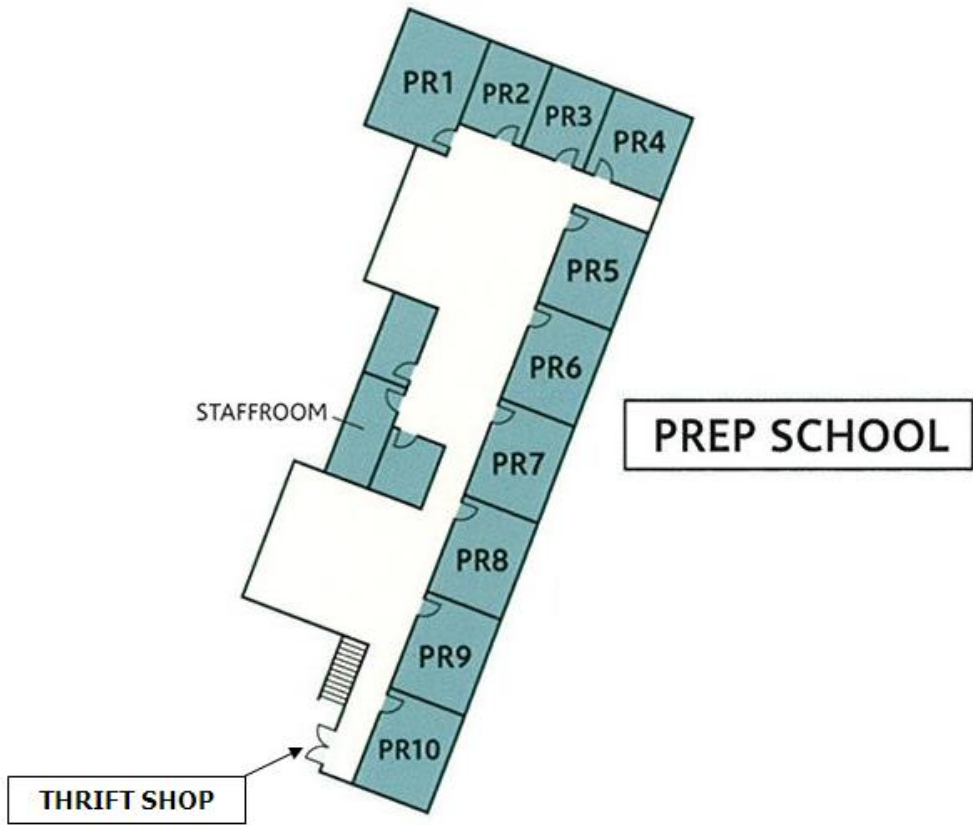 PR1
PR2
PR3
PR4
PR5
PR6
STAFFROOM
PREP SCHOOL
PR7
PR8
PR9
PR10
THRIFT SHOP